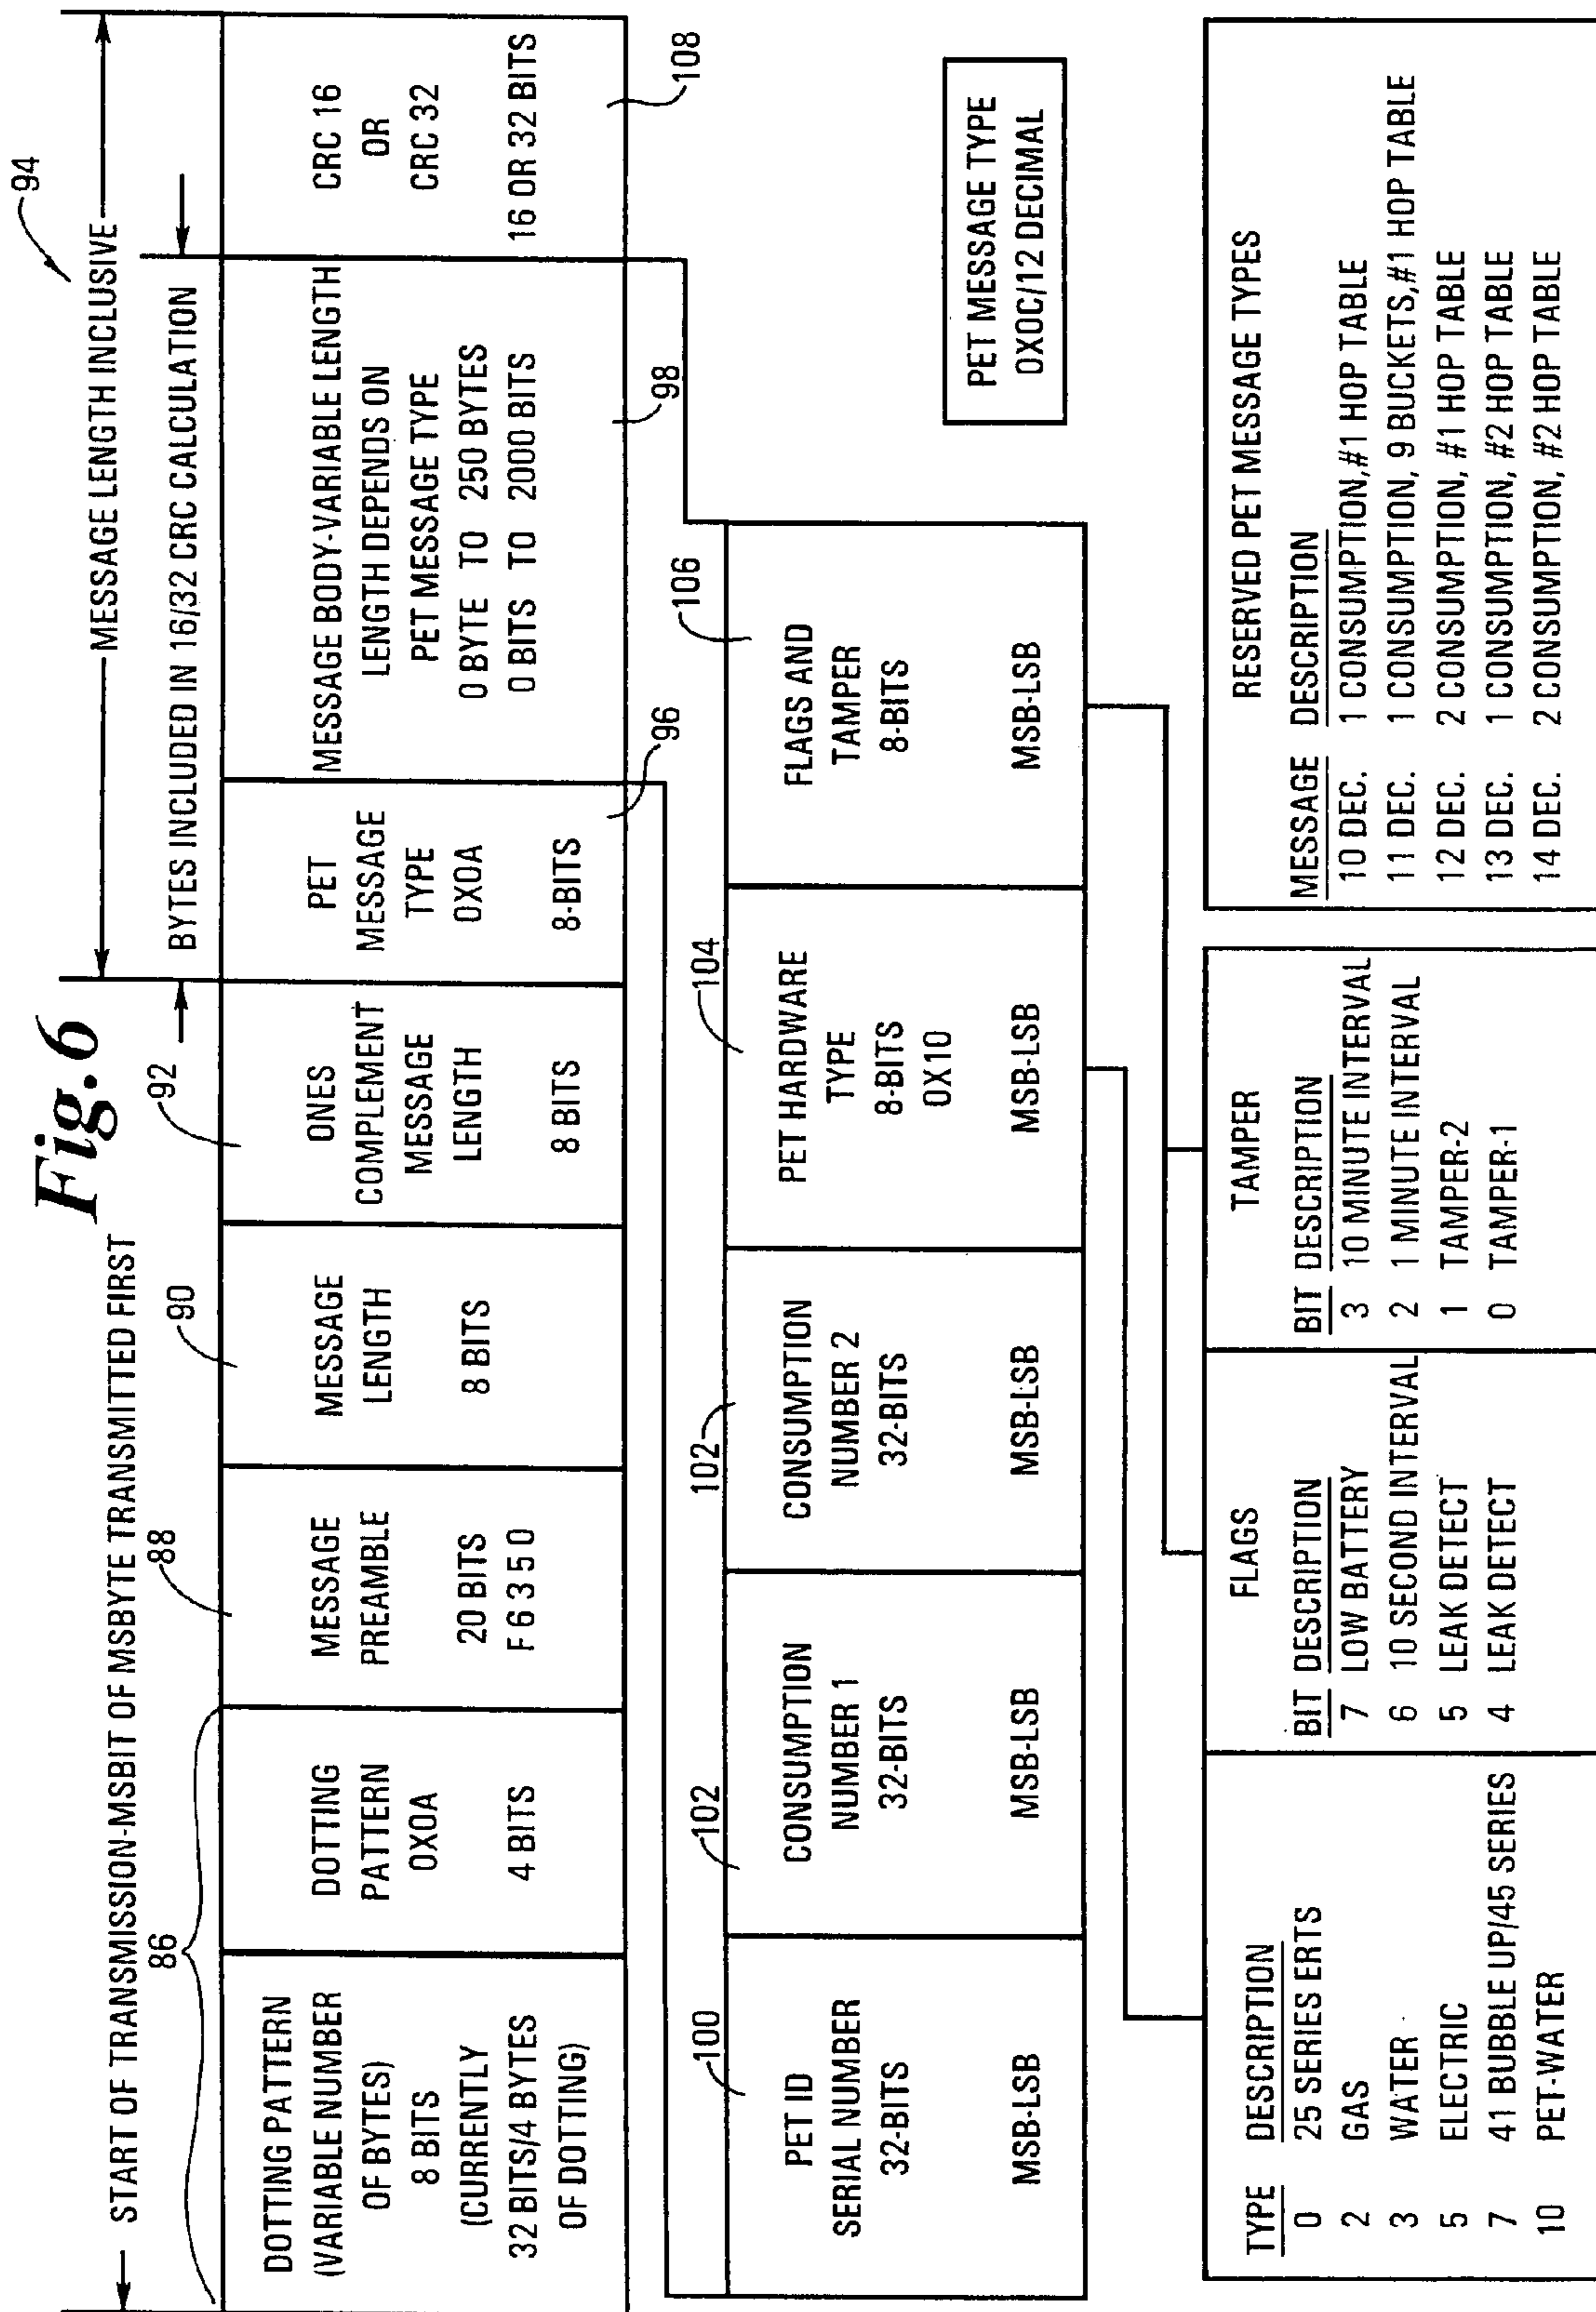 Fig. 6
START OF TRANSMISSION-MSBIT OF MSBYTE TRANSMITTED FIRST
MESSAGE LENGTH INCLUSIVE
94
86
88
90
92
BYTES INCLUDED IN 16/32 CRC CALCULATION
DOTTING PATTERN
(VARIABLE NUMBER
OF BYTES)
8 BITS
(CURRENTLY
32 BITS/4 BYTES
OF DOTTING)
DOTTING
PATTERN
0X0A
4 BITS
MESSAGE
PREAMBLE
20 BITS
F 6 3 5 0
MESSAGE
LENGTH
8 BITS
ONES
COMPLEMENT
MESSAGE
LENGTH
8 BITS
PET
MESSAGE
TYPE
0X0A
8-BITS
96
MESSAGE BODY-VARIABLE LENGTH
LENGTH DEPENDS ON
PET MESSAGE TYPE
0 BYTE TO 250 BYTES
0 BITS TO 2000 BITS
98
CRC 16
OR
CRC 32
16 OR 32 BITS
108
100
PET ID
SERIAL NUMBER
32-BITS
MSB-LSB
102
CONSUMPTION
NUMBER 1
32-BITS
MSB-LSB
102
CONSUMPTION
NUMBER 2
32-BITS
MSB-LSB
104
PET HARDWARE
TYPE
8-BITS
0X10
MSB-LSB
106
FLAGS AND
TAMPER
8-BITS
MSB-LSB
PET MESSAGE TYPE
0X0C/12 DECIMAL
TYPE DESCRIPTION
0 25 SERIES ERTS
2 GAS
3 WATER
5 ELECTRIC
7 41 BUBBLE UP/45 SERIES
10 PET-WATER
FLAGS
BIT DESCRIPTION
7 LOW BATTERY
6 10 SECOND INTERVAL
5 LEAK DETECT
4 LEAK DETECT
TAMPER
BIT DESCRIPTION
3 10 MINUTE INTERVAL
2 1 MINUTE INTERVAL
1 TAMPER-2
0 TAMPER-1
RESERVED PET MESSAGE TYPES
MESSAGE DESCRIPTION
10 DEC. 1 CONSUMPTION,#1 HOP TABLE
11 DEC. 1 CONSUMPTION, 9 BUCKETS,#1 HOP TABLE
12 DEC. 2 CONSUMPTION, #1 HOP TABLE
13 DEC. 1 CONSUMPTION, #2 HOP TABLE
14 DEC. 2 CONSUMPTION, #2 HOP TABLE